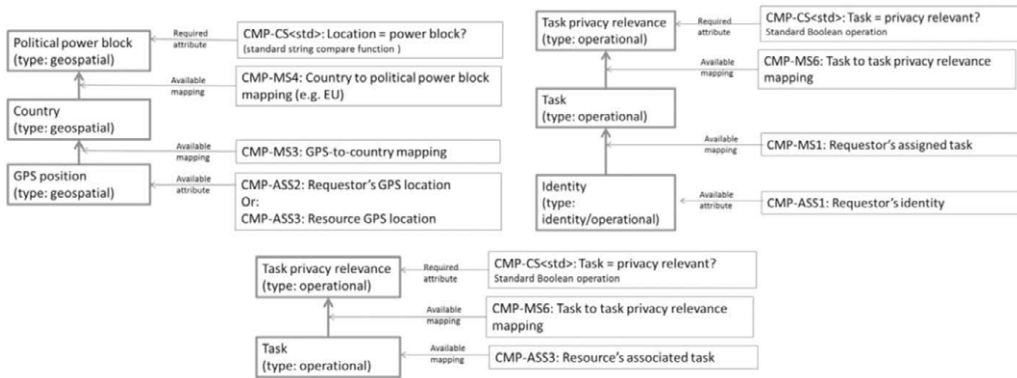 Political power block
(type: geospatial)
Required
attribute
CMP-CS<std>: Location = power block?
(standard string compare function )
Available
mapping
CMP-MS4: Country to political power block
mapping (e.g. EU)
Country
(type: geospatial)
Available
mapping
CMP-MS3: GPS-to-country mapping
GPS position
(type: geospatial)
Available
attribute
CMP-ASS2: Requestor's GPS location
Or:
CMP-ASS3: Resource GPS location
Task privacy relevance
(type: operational)
Required
attribute
CMP-CS<std>: Task = privacy relevant?
Standard Boolean operation
Available
mapping
CMP-MS6: Task to task privacy relevance
mapping
Task
(type: operational)
Available
mapping
CMP-MS1: Requestor's assigned task
Identity
(type:
identity/operational)
Available
attribute
CMP-ASS1: Requestor's identity
Task privacy relevance
(type: operational)
Required
attribute
CMP-CS<std>: Task = privacy relevant?
Standard Boolean operation
Available
mapping
CMP-MS6: Task to task privacy relevance
mapping
Task
(type: operational)
Available
mapping
CMP-ASS3: Resource's associated task